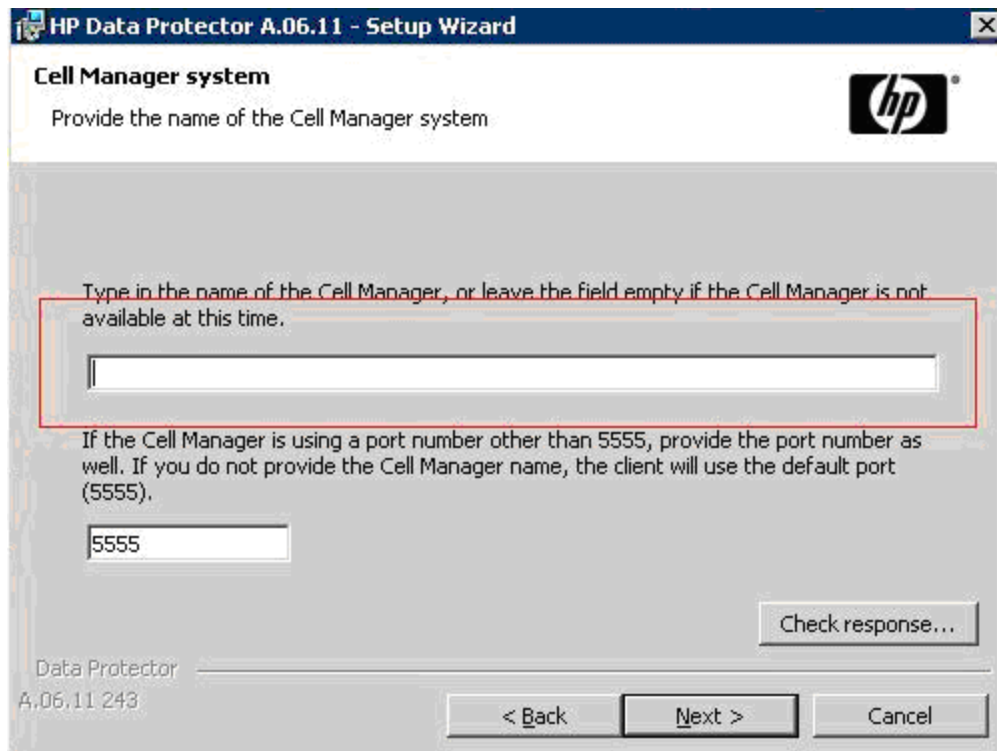 HP Data Protector A.06.11 - Setup Wizard
Cell Manager system
Provide the name of the Cell Manager system
hp
Type in the name of the Cell Manager, or leave the field empty if the Cell Manager is not
available at this time.
If the Cell Manager is using a port number other than 5555, provide the port number as
well. If you do not provide the Cell Manager name, the client will use the default port
(5555).
5555
Check response...
Data Protector
A.06.11 243
< Back
Next >
Cancel